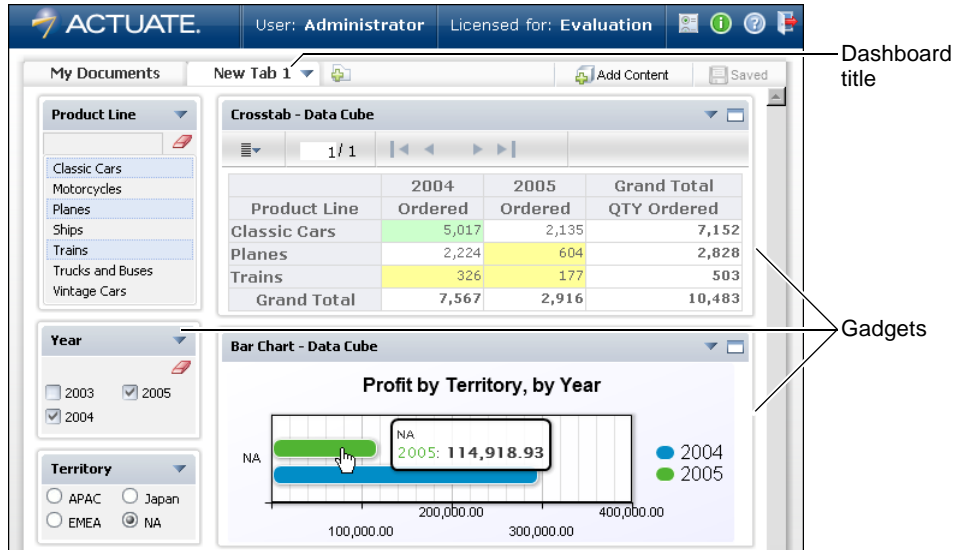 ACTUATE.
User: Administrator Licensed for: Evaluation
My Documents
New Tab 1
Add Content
Saved
Dashboard
title
Product Line
Classic Cars
Motorcycles
Planes
Ships
Trains
Trucks and Buses
Vintage Cars
Crosstab - Data Cube
1/ 1
2004 2005 Grand Total
Product Line Ordered Ordered QTY Ordered
Classic Cars 5,017 2,135 7,152
Planes 2,224 604 2,828
Trains 326 177 503
Grand Total 7,567 2,916 10,483
Gadgets
Year
2003 2005
2004
Territory
APAC Japan
EMEA NA
Bar Chart - Data Cube
Profit by Territory, by Year
NA
NA
2005: 114,918.93
2004
2005
200,000.00 400,000.00
100,000.00 300,000.00